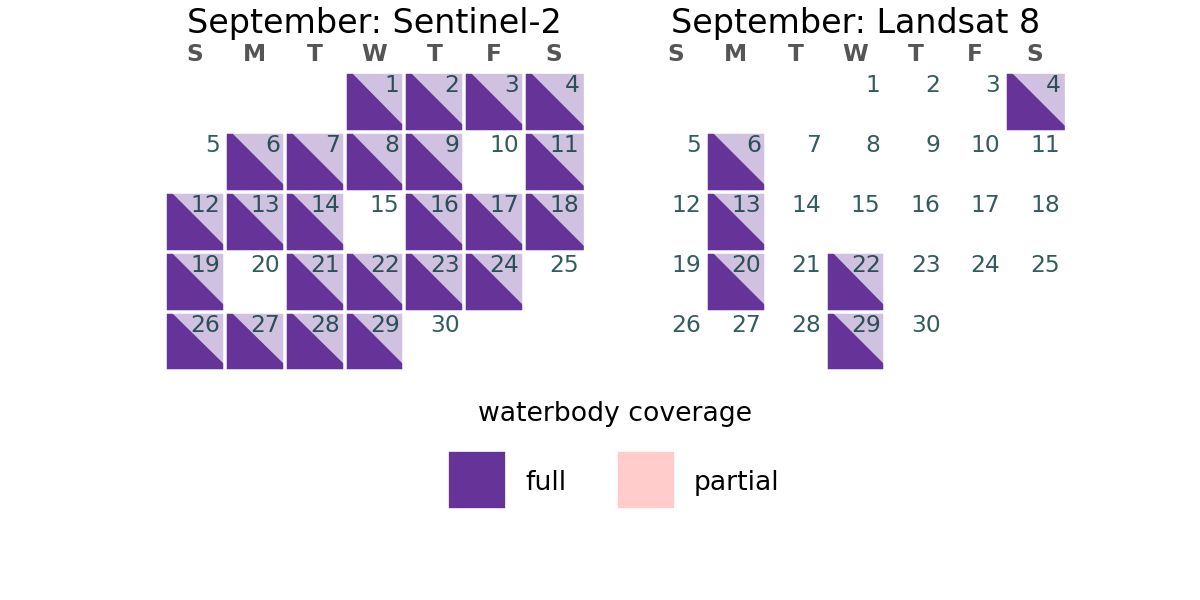 September: Sentinel-2
S M T W T F S
1 2 3 4
5 6 7 8 9 10 11
12 13 14 15 16 17 18
19 20 21 22 23 24 25
26 27 28 29 30
September: Landsat 8
S M T W T F S
1 2 3 4
5 6 7 8 9 10 11
12 13 14 15 16 17 18
19 20 21 22 23 24 25
26 27 28 29 30
waterbody coverage
full partial